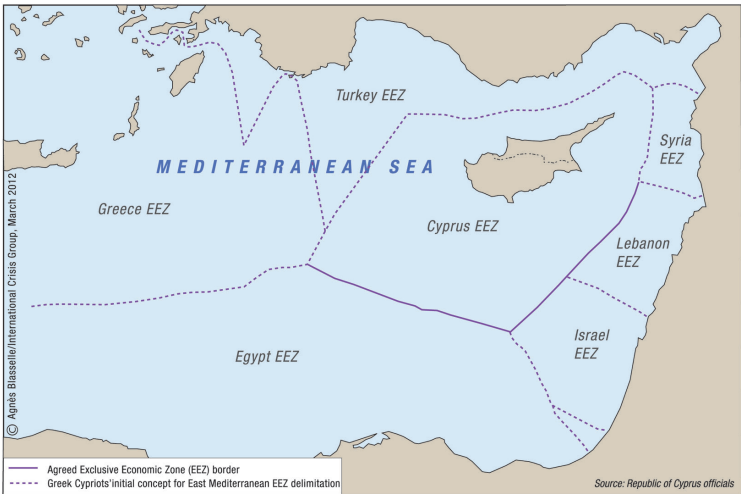 Turkey EEZ
Syria
EEZ
MEDITERRANEAN SEA
Greece EEZ
Cyprus EEZ
Lebanon
EEZ
Israel
EEZ
Egypt EEZ
© Agnès Blasselle/International Crisis Group, March 2012
Agreed Exclusive Economic Zone (EEZ) border
Greek Cypriots'initial concept for East Mediterranean EEZ delimitation
Source: Republic of Cyprus officials